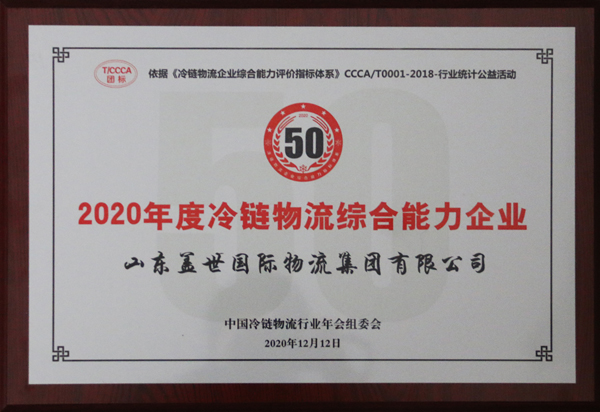 T/CCCA
团标
依据《冷链物流企业综合能力评价指标体系》CCCA/T0001-2018-行业统计公益活动
50
2020年度冷链物流综合能力企业
山东盖世国际物流集团有限公司
中国冷链物流行业年会组委会
2020年12月12日